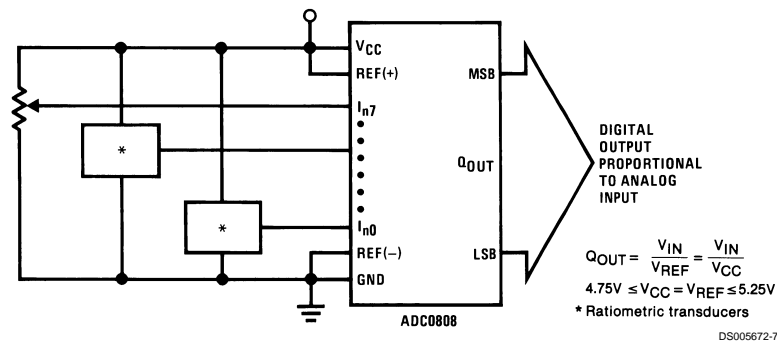 VCC
REF(+)
MSB
In7
*
QOUT
*
In0
REF(−)
LSB
GND
ADC0808
DIGITAL
OUTPUT
PROPORTIONAL
TO ANALOG
INPUT
QOUT = VIN/VREF = VIN/VCC
4.75V ≤ VCC = VREF ≤ 5.25V
* Ratiometric transducers
DS005672-7